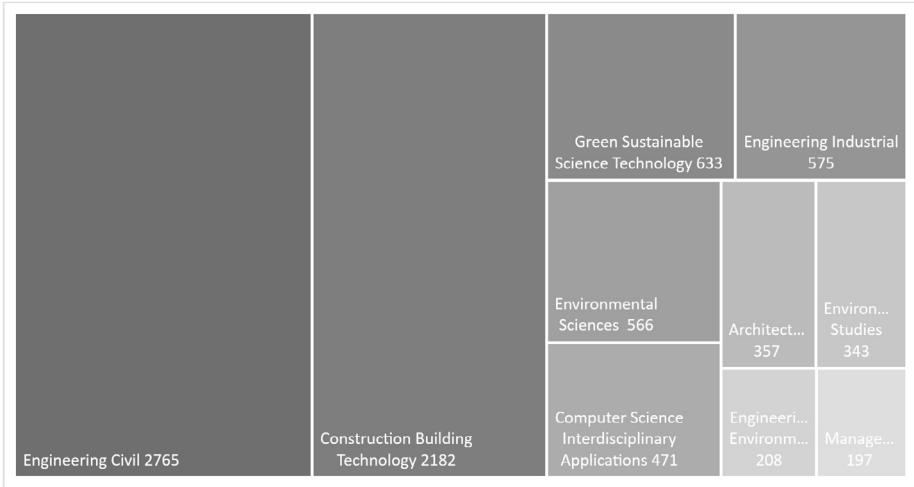 Engineering Civil 2765
Construction Building
Technology 2182
Green Sustainable
Science Technology 633
Engineering Industrial
575
Environmental
Sciences 566
Computer Science
Interdisciplinary
Applications 471
Architect...
357
Environ...
Studies
343
Engineeri...
Environm...
208
Manage...
197